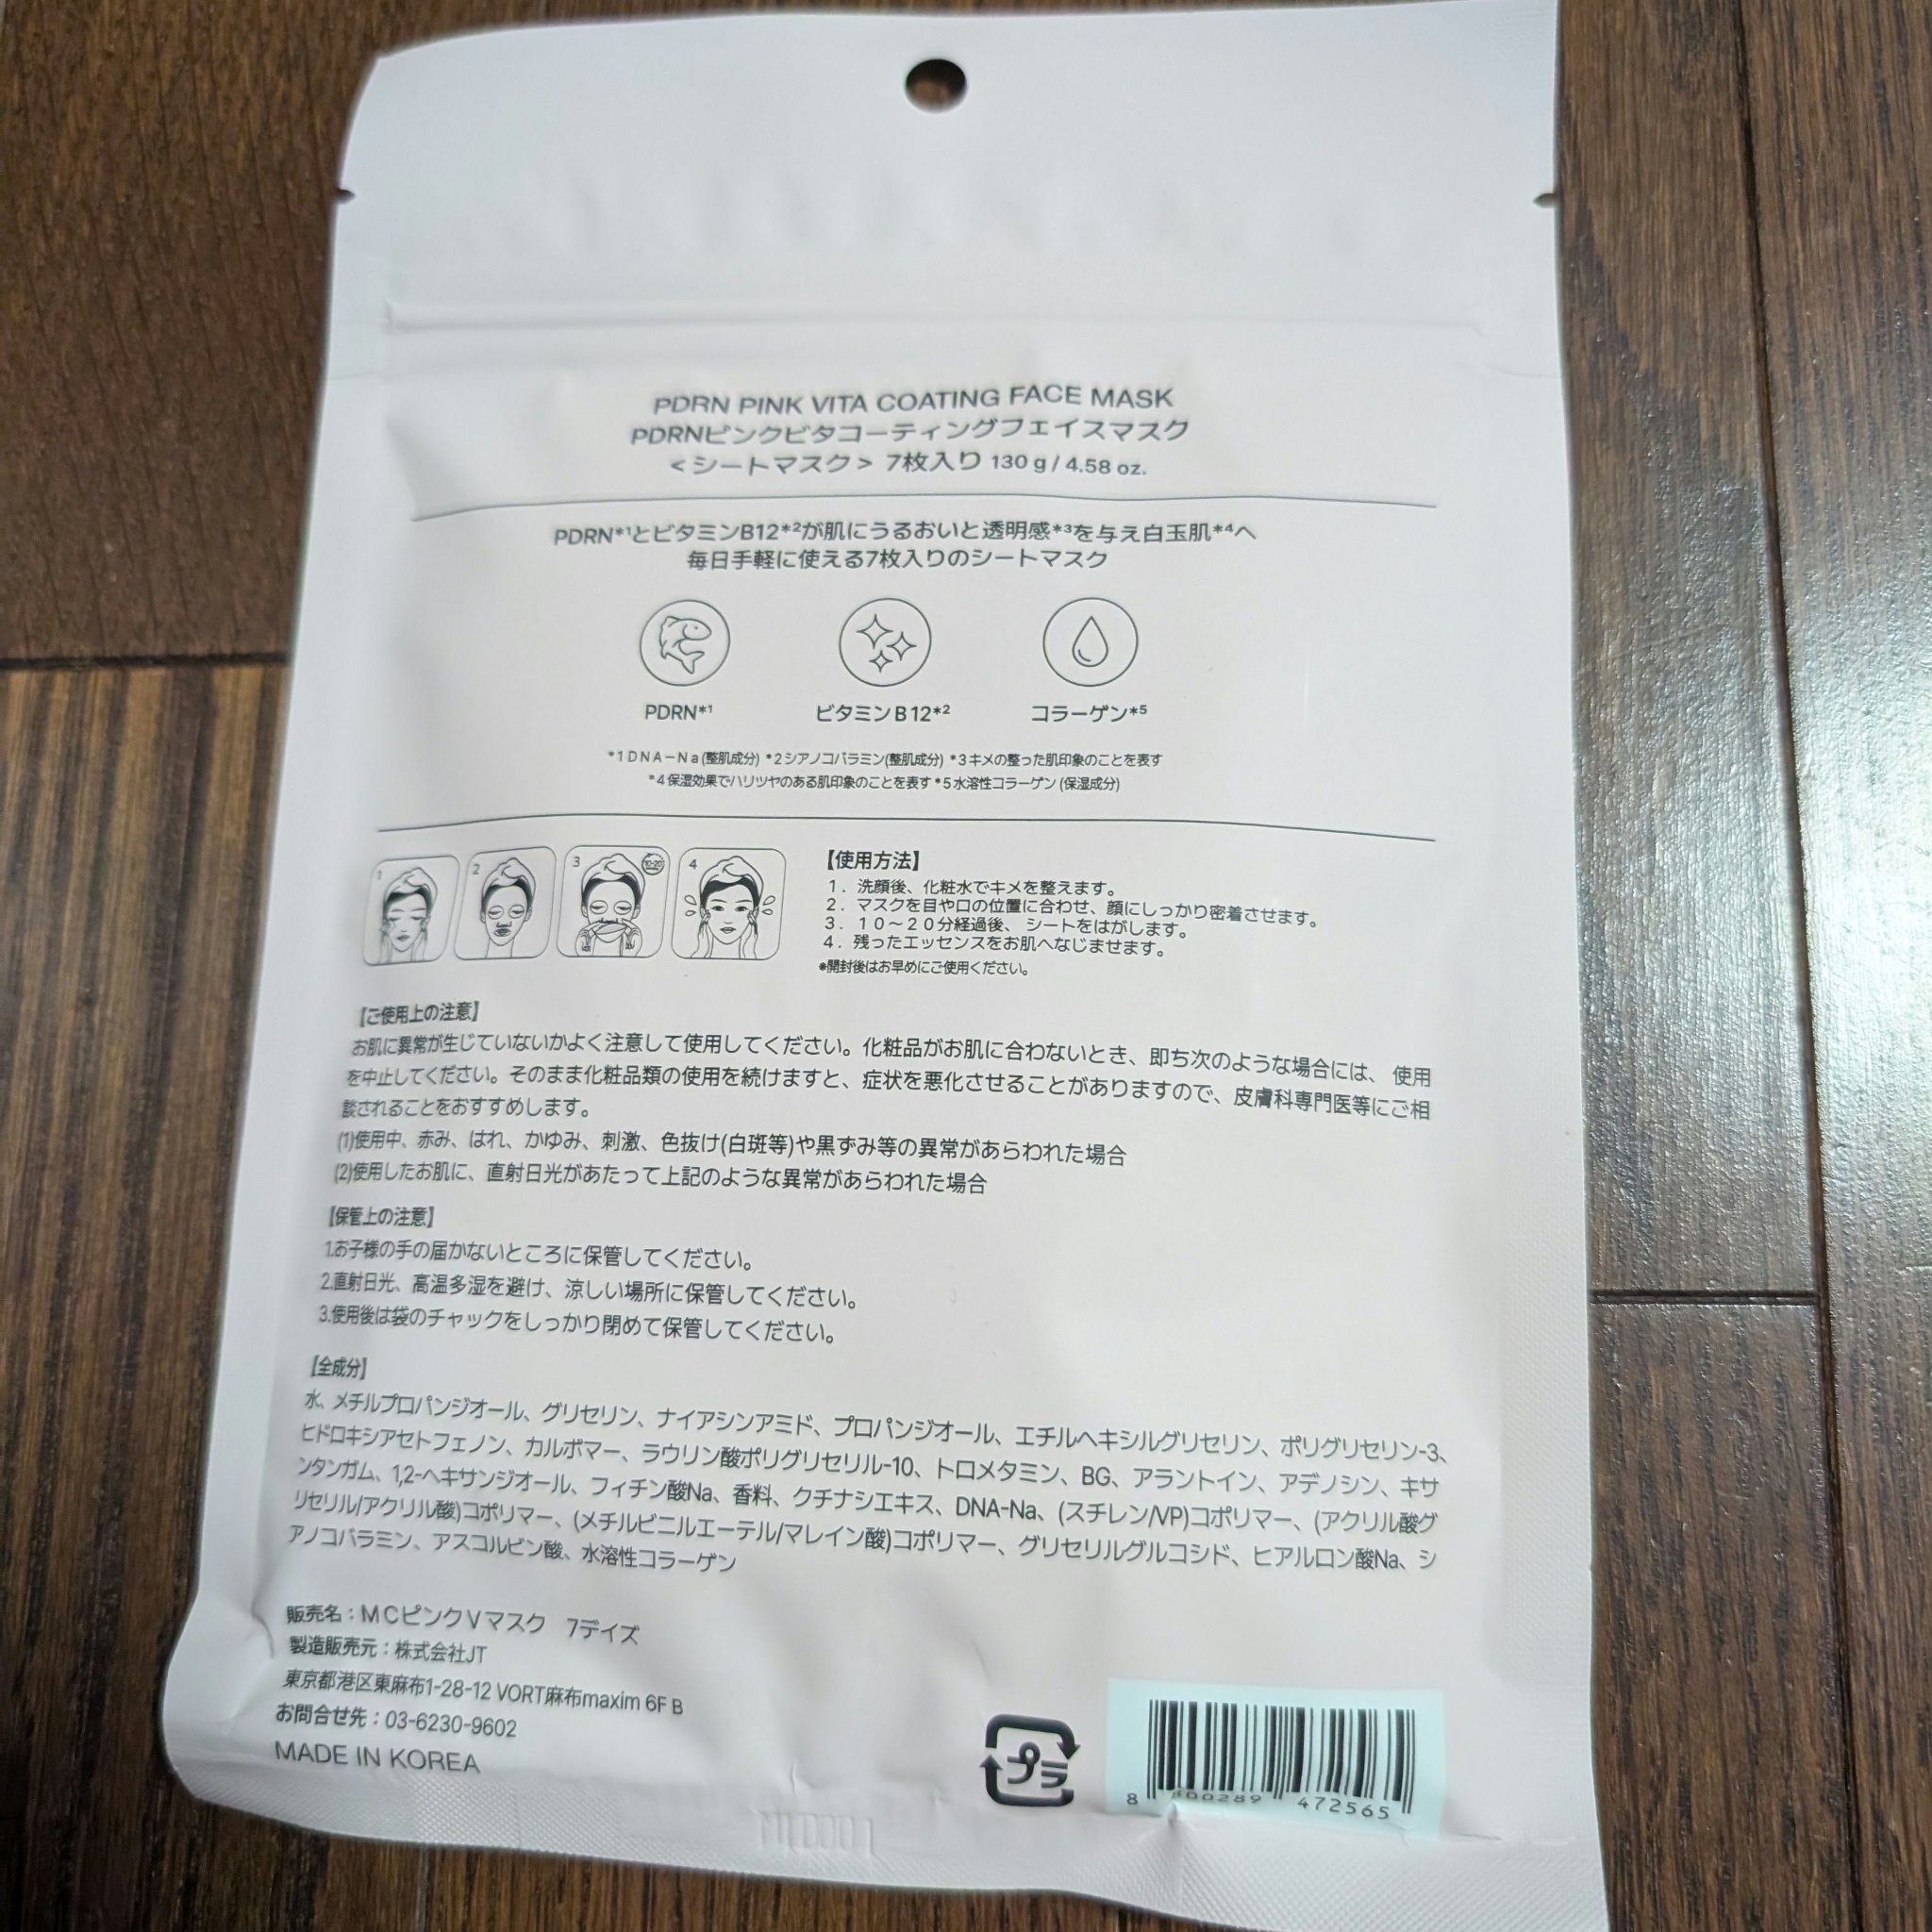 PDRN PINK VITA COATING FACE MASK
PDRNピンクビタコーティングフェイスマスク
<シートマスク> 7枚入り 130 g / 4.58 oz.
PDRN*¹とビタミンB12*²が肌にうるおいと透明感*³を与え白玉肌*⁴へ
毎日手軽に使える7枚入りのシートマスク
PDRN*¹
ビタミンB12*²
コラーゲン*⁵
*1 DNA−Na(整肌成分) *2シアノコバラミン(整肌成分) *3キメの整った肌印象のことを表す
*4保湿効果でハリツヤのある肌印象のことを表す *5水溶性コラーゲン (保湿成分)
1
2
3
10-20
4
【使用方法】
1．洗顔後、化粧水でキメを整えます。
2．マスクを目や口の位置に合わせ、顔にしっかり密着させます。
3．10〜20分経過後、シートをはがします。
4．残ったエッセンスをお肌へなじませます。
※開封後はお早めにご使用ください。
【ご使用上の注意】
お肌に異常が生じていないかよく注意して使用してください。化粧品がお肌に合わないとき、即ち次のような場合には、使用
を中止してください。そのまま化粧品類の使用を続けますと、症状を悪化させることがありますので、皮膚科専門医等にご相
談されることをおすすめします。
(1)使用中、赤み、はれ、かゆみ、刺激、色抜け(白斑等)や黒ずみ等の異常があらわれた場合
(2)使用したお肌に、直射日光があたって上記のような異常があらわれた場合
【保管上の注意】
1.お子様の手の届かないところに保管してください。
2.直射日光、高温多湿を避け、涼しい場所に保管してください。
3.使用後は袋のチャックをしっかり閉めて保管してください。
【全成分】
水、メチルプロパンジオール、グリセリン、ナイアシンアミド、プロパンジオール、エチルヘキシルグリセリン、ポリグリセリン-3、
ヒドロキシアセトフェノン、カルボマー、ラウリン酸ポリグリセリル-10、トロメタミン、BG、アラントイン、アデノシン、キサ
ンタンガム、1,2-ヘキサンジオール、フィチン酸Na、香料、クチナシエキス、DNA-Na、(スチレン/VP)コポリマー、(アクリル酸グ
リセリル/アクリル酸)コポリマー、(メチルビニルエーテル/マレイン酸)コポリマー、グリセリルグルコシド、ヒアルロン酸Na、シ
アノコバラミン、アスコルビン酸、水溶性コラーゲン
販売名：MCピンクVマスク　7デイズ
製造販売元：株式会社JT
東京都港区東麻布1-28-12 VORT麻布maxim 6F B
お問合せ先：03-6230-9602
MADE IN KOREA
プラ
8 800289 472565